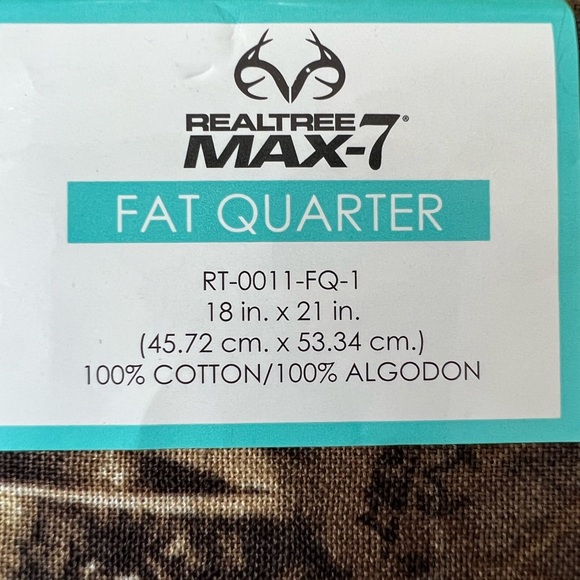 REALTREE
MAX-7®
FAT QUARTER
RT-0011-FQ-1
18 in. x 21 in.
(45.72 cm. x 53.34 cm.)
100% COTTON/100% ALGODON